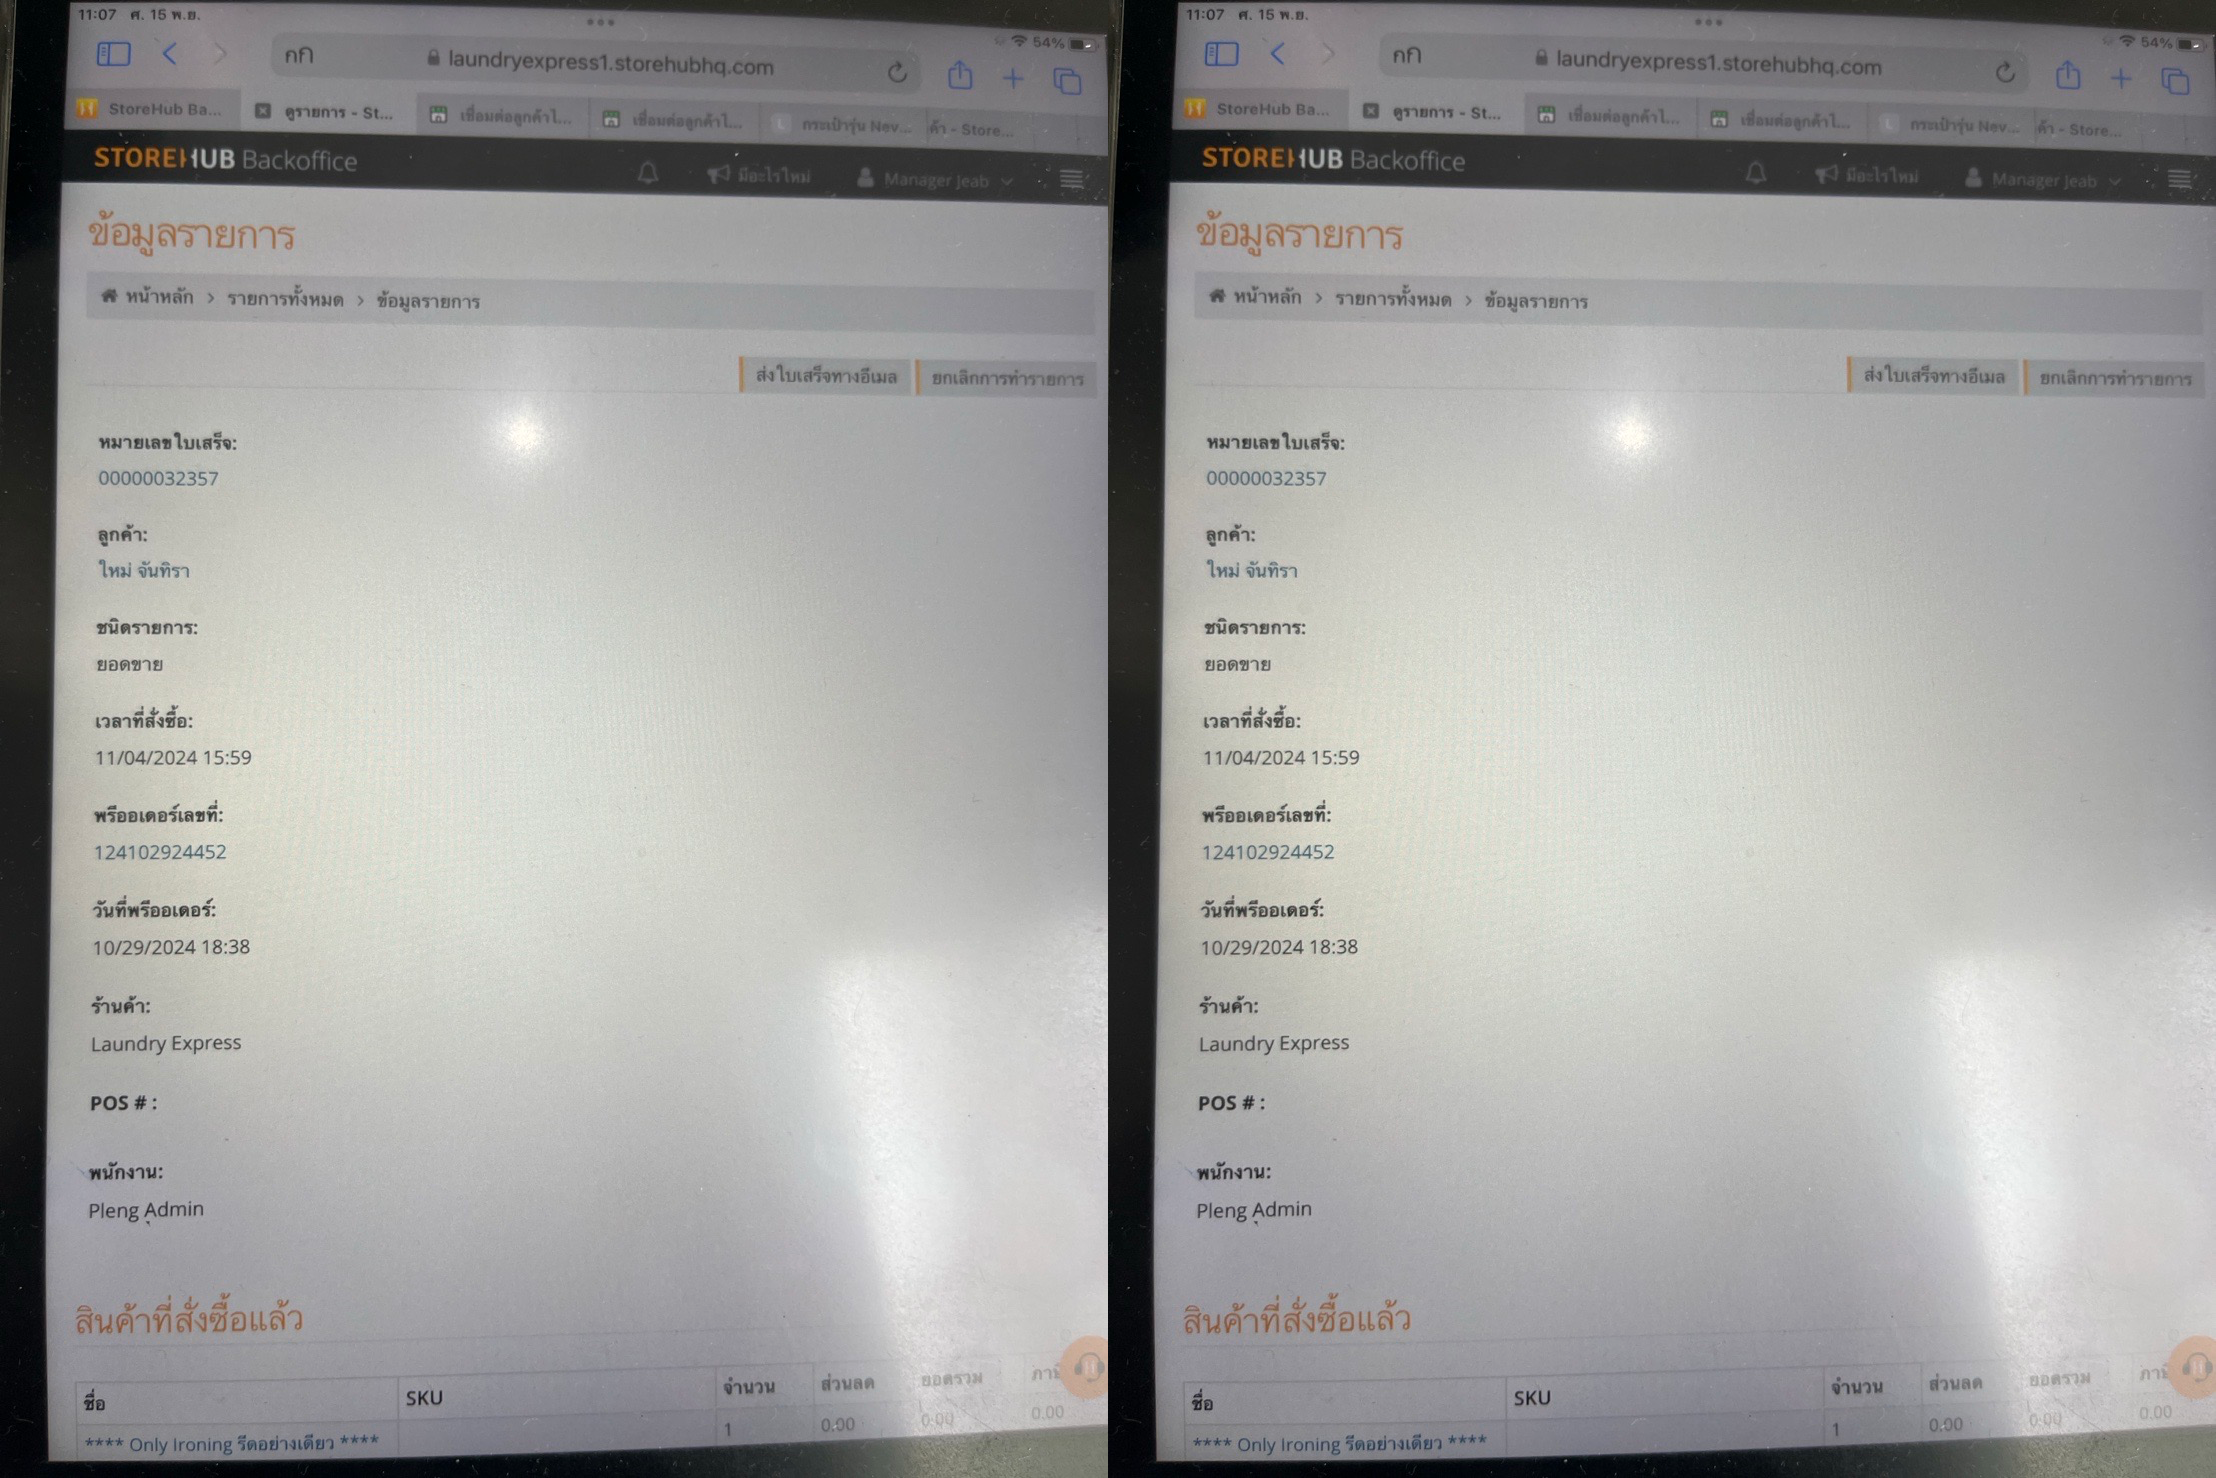 11:07 ศ. 15 พ.ย.
54%
กก
laundryexpress1.storehubhq.com
StoreHub Ba...
ดูรายการ - St...
เชื่อมต่อลูกค้าไ...
เชื่อมต่อลูกค้าไ...
กระเป๋ารุ่น Nev...
ค้า - Store...
STOREHUB Backoffice
มีอะไรใหม่
Manager Jeab
ข้อมูลรายการ
หน้าหลัก > รายการทั้งหมด > ข้อมูลรายการ
ส่งใบเสร็จทางอีเมล
ยกเลิกการทำรายการ
หมายเลขใบเสร็จ:
00000032357
ลูกค้า:
ใหม่ จันทิรา
ชนิดรายการ:
ยอดขาย
เวลาที่สั่งซื้อ:
11/04/2024 15:59
พรีออเดอร์เลขที่:
124102924452
วันที่พรีออเดอร์:
10/29/2024 18:38
ร้านค้า:
Laundry Express
POS # :
พนักงาน:
Pleng Admin
สินค้าที่สั่งซื้อแล้ว
ชื่อ SKU จำนวน ส่วนลด ยอดรวม ภาษี
**** Only Ironing รีดอย่างเดียว **** 1 0.00 0.00 0.00
11:07 ศ. 15 พ.ย.
54%
กก
laundryexpress1.storehubhq.com
StoreHub Ba...
ดูรายการ - St...
เชื่อมต่อลูกค้าไ...
เชื่อมต่อลูกค้าไ...
กระเป๋ารุ่น Nev...
ค้า - Store...
STOREHUB Backoffice
มีอะไรใหม่
Manager Jeab
ข้อมูลรายการ
หน้าหลัก > รายการทั้งหมด > ข้อมูลรายการ
ส่งใบเสร็จทางอีเมล
ยกเลิกการทำรายการ
หมายเลขใบเสร็จ:
00000032357
ลูกค้า:
ใหม่ จันทิรา
ชนิดรายการ:
ยอดขาย
เวลาที่สั่งซื้อ:
11/04/2024 15:59
พรีออเดอร์เลขที่:
124102924452
วันที่พรีออเดอร์:
10/29/2024 18:38
ร้านค้า:
Laundry Express
POS # :
พนักงาน:
Pleng Admin
สินค้าที่สั่งซื้อแล้ว
ชื่อ SKU จำนวน ส่วนลด ยอดรวม ภาษี
**** Only Ironing รีดอย่างเดียว **** 1 0.00 0.00 0.00